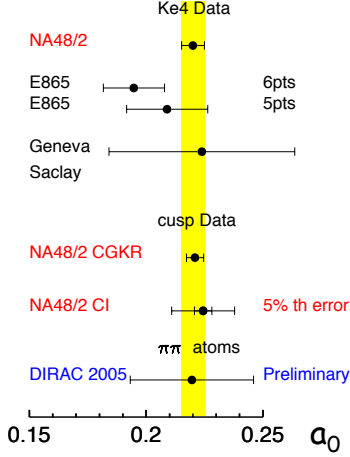 Ke4 Data
NA48/2
E865 6pts
E865 5pts
Geneva
Saclay
cusp Data
NA48/2 CGKR
NA48/2 CI 5% th error
ππ atoms
DIRAC 2005 Preliminary
0.15 0.2 0.25 a0